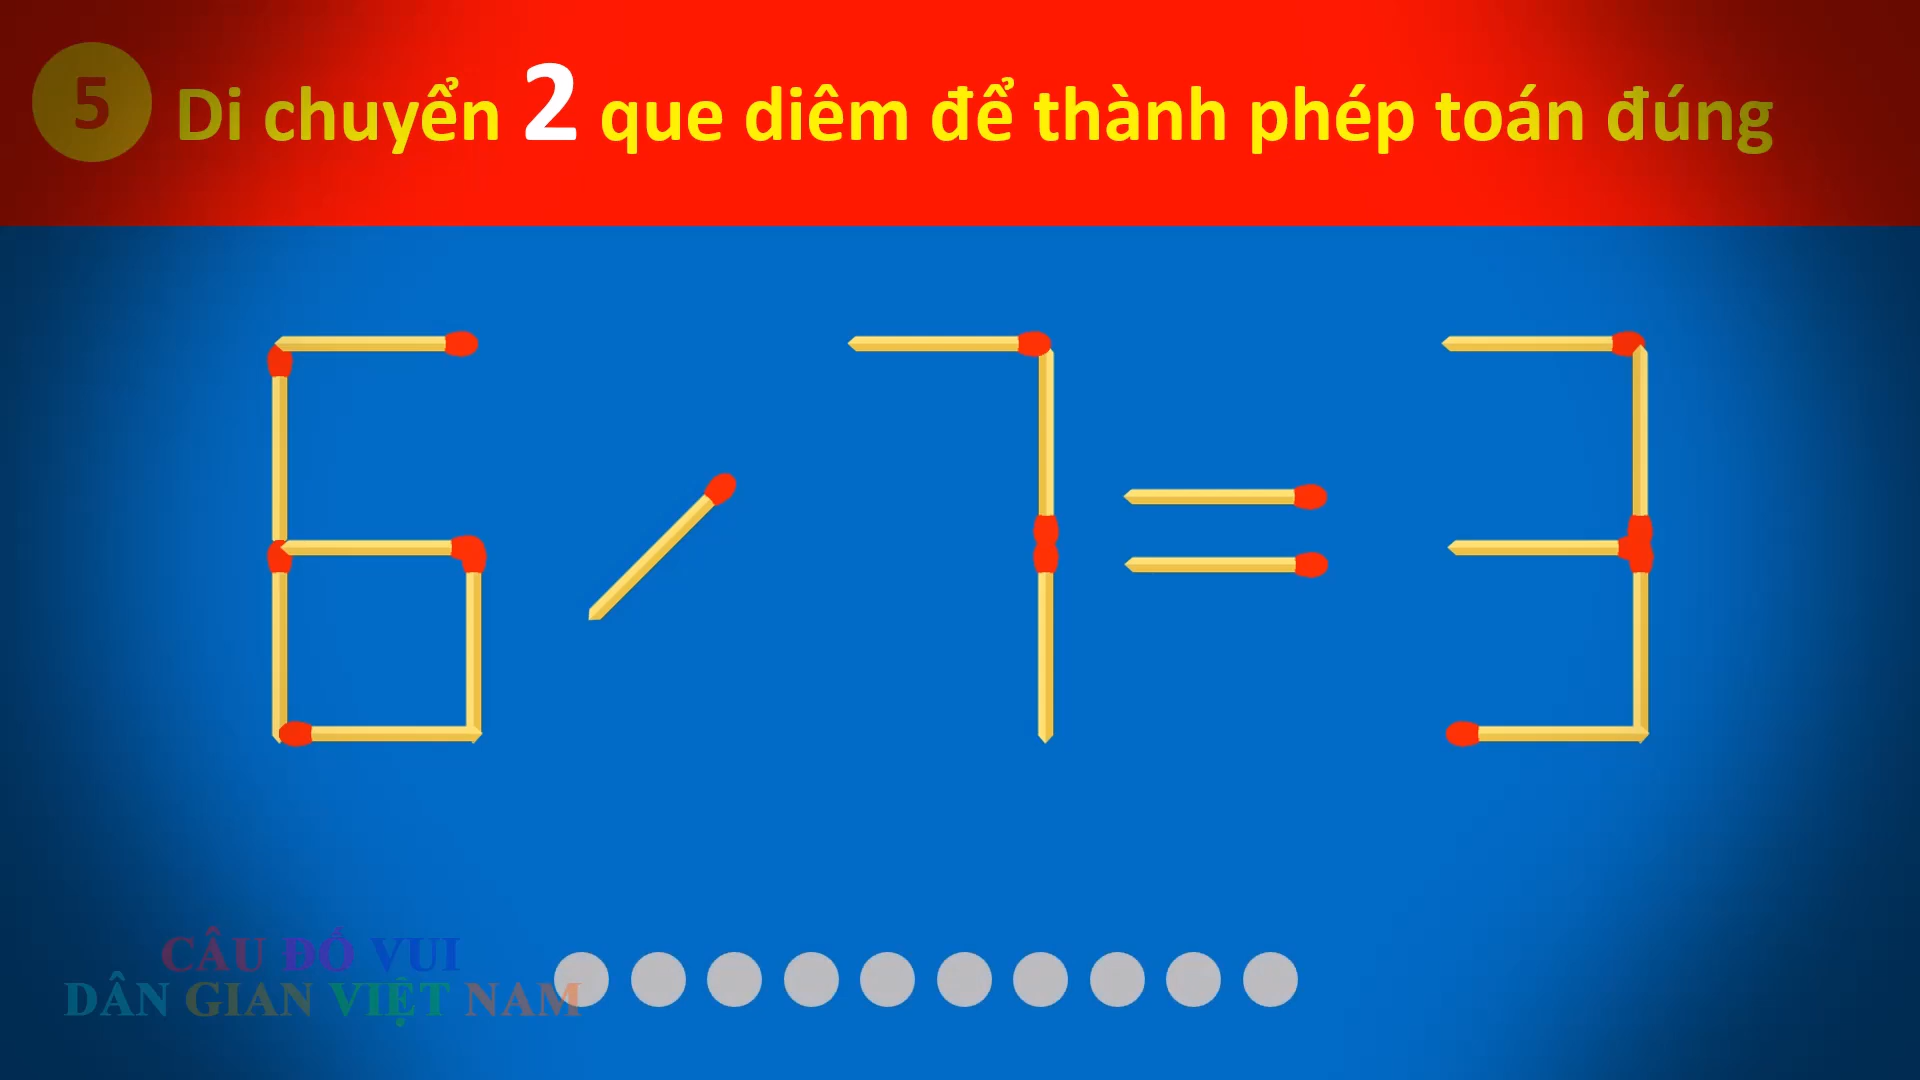 5 Di chuyển 2 que diêm để thành phép toán đúng
6 / 7 = 3
CÂU ĐỐ VUI
DÂN GIAN VIỆT NAM